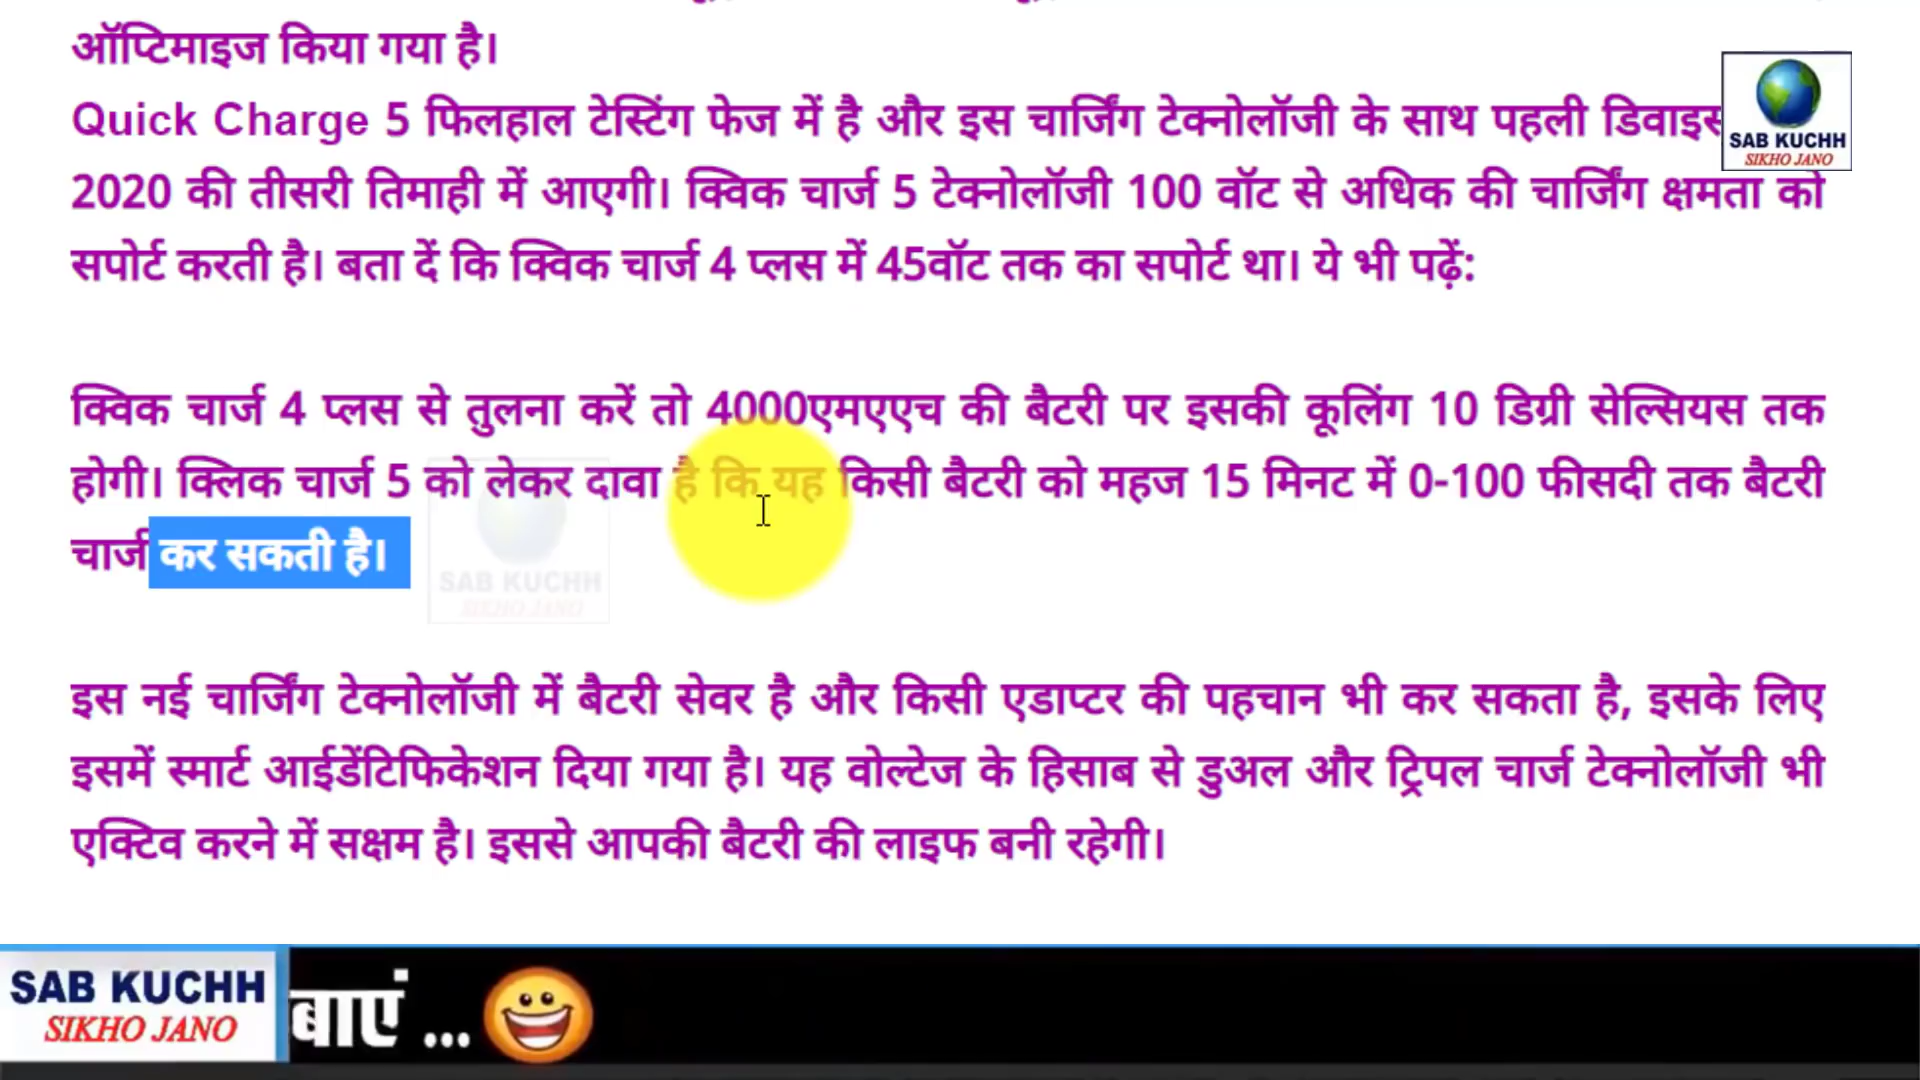 ऑप्टिमाइज किया गया है।
Quick Charge 5 फिलहाल टेस्टिंग फेज में है और इस चार्जिंग टेक्नोलॉजी के साथ पहली डिवाइस
2020 की तीसरी तिमाही में आएगी। क्विक चार्ज 5 टेक्नोलॉजी 100 वॉट से अधिक की चार्जिंग क्षमता को
सपोर्ट करती है। बता दें कि क्विक चार्ज 4 प्लस में 45वॉट तक का सपोर्ट था। ये भी पढ़ें:
SAB KUCHH
SIKHO JANO
क्विक चार्ज 4 प्लस से तुलना करें तो 4000एमएएच की बैटरी पर इसकी कूलिंग 10 डिग्री सेल्सियस तक
होगी। क्लिक चार्ज 5 को लेकर दावा है कि यह किसी बैटरी को महज 15 मिनट में 0-100 फीसदी तक बैटरी
चार्ज कर सकती है।
SAB KUCHH
SIKHO JANO
इस नई चार्जिंग टेक्नोलॉजी में बैटरी सेवर है और किसी एडाप्टर की पहचान भी कर सकता है, इसके लिए
इसमें स्मार्ट आईडेंटिफिकेशन दिया गया है। यह वोल्टेज के हिसाब से डुअल और ट्रिपल चार्ज टेक्नोलॉजी भी
एक्टिव करने में सक्षम है। इससे आपकी बैटरी की लाइफ बनी रहेगी।
SAB KUCHH
SIKHO JANO
बाएं ...